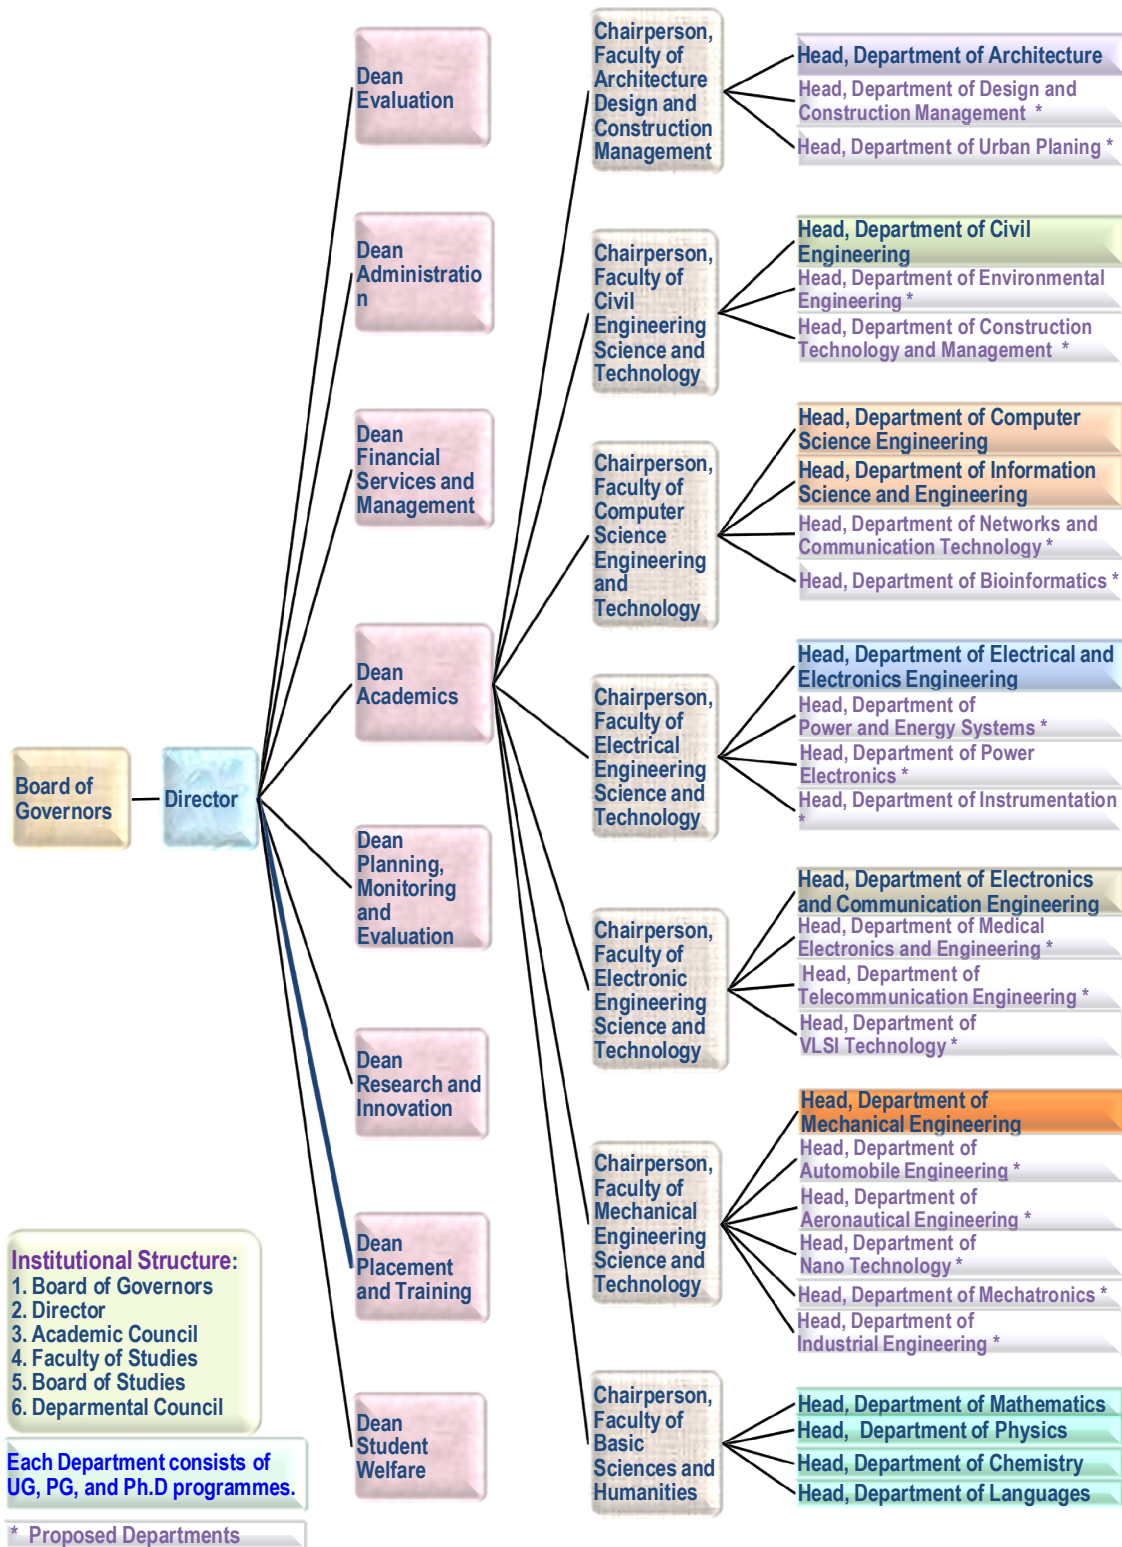 Board of
Governors
Director
Dean
Evaluation
Dean
Administratio
n
Dean
Financial
Services and
Management
Dean
Academics
Dean
Planning,
Monitoring
and
Evaluation
Dean
Research and
Innovation
Dean
Placement
and Training
Dean
Student
Welfare
Chairperson,
Faculty of
Architecture
Design and
Construction
Management
Head, Department of Architecture
Head, Department of Design and
Construction Management *
Head, Department of Urban Planing *
Chairperson,
Faculty of
Civil
Engineering
Science and
Technology
Head, Department of Civil
Engineering
Head, Department of Environmental
Engineering *
Head, Department of Construction
Technology and Management *
Chairperson,
Faculty of
Computer
Science
Engineering
and
Technology
Head, Department of Computer
Science Engineering
Head, Department of Information
Science and Engineering
Head, Department of Networks and
Communication Technology *
Head, Department of Bioinformatics *
Chairperson,
Faculty of
Electrical
Engineering
Science and
Technology
Head, Department of Electrical and
Electronics Engineering
Head, Department of
Power and Energy Systems *
Head, Department of Power
Electronics *
Head, Department of Instrumentation
*
Chairperson,
Faculty of
Electronic
Engineering
Science and
Technology
Head, Department of Electronics
and Communication Engineering
Head, Department of Medical
Electronics and Engineering *
Head, Department of
Telecommunication Engineering *
Head, Department of
VLSI Technology *
Chairperson,
Faculty of
Mechanical
Engineering
Science and
Technology
Head, Department of
Mechanical Engineering
Head, Department of
Automobile Engineering *
Head, Department of
Aeronautical Engineering *
Head, Department of
Nano Technology *
Head, Department of Mechatronics *
Head, Department of
Industrial Engineering *
Chairperson,
Faculty of
Basic
Sciences and
Humanities
Head, Department of Mathematics
Head, Department of Physics
Head, Department of Chemistry
Head, Department of Languages
Institutional Structure:
1. Board of Governors
2. Director
3. Academic Council
4. Faculty of Studies
5. Board of Studies
6. Deparmental Council
Each Department consists of
UG, PG, and Ph.D programmes.
* Proposed Departments